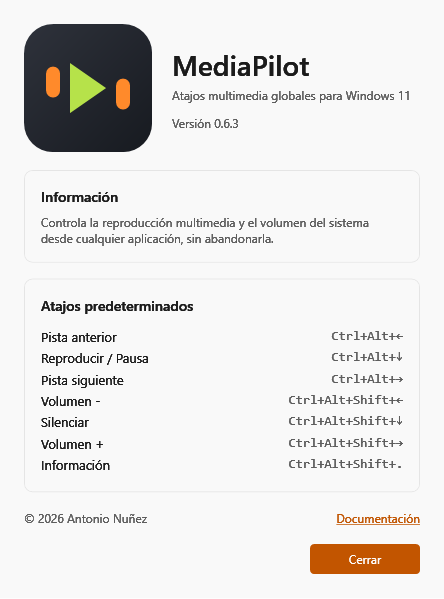 MediaPilot
Atajos multimedia globales para Windows 11
Versión 0.6.3
Información
Controla la reproducción multimedia y el volumen del sistema
desde cualquier aplicación, sin abandonarla.
Atajos predeterminados
Pista anterior Ctrl+Alt+←
Reproducir / Pausa Ctrl+Alt+↓
Pista siguiente Ctrl+Alt+→
Volumen - Ctrl+Alt+Shift+←
Silenciar Ctrl+Alt+Shift+↓
Volumen + Ctrl+Alt+Shift+→
Información Ctrl+Alt+Shift+.
© 2026 Antonio Nuñez Documentación
Cerrar